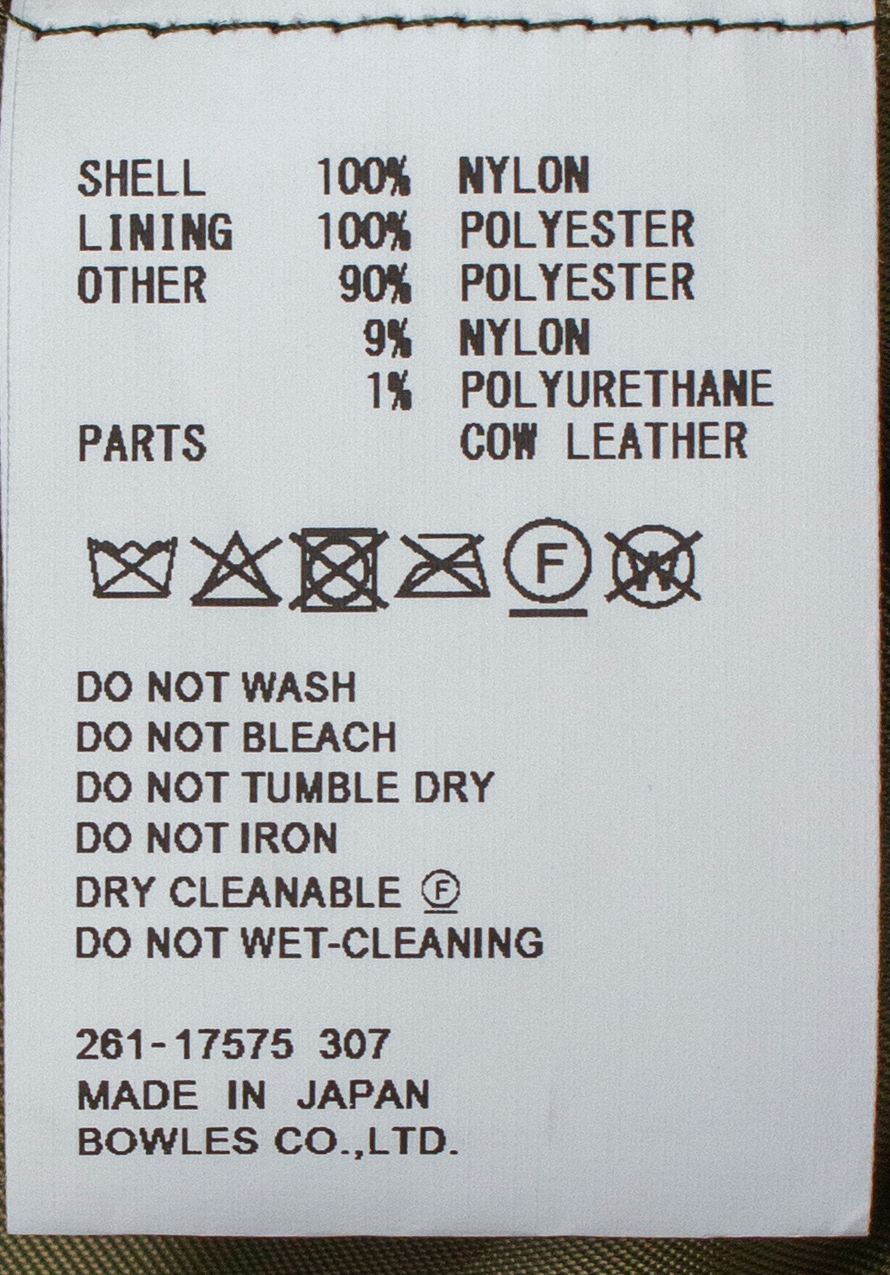 SHELL 100% NYLON
LINING 100% POLYESTER
OTHER 90% POLYESTER
9% NYLON
1% POLYURETHANE
PARTS COW LEATHER
F W
DO NOT WASH
DO NOT BLEACH
DO NOT TUMBLE DRY
DO NOT IRON
DRY CLEANABLE Ⓕ
DO NOT WET-CLEANING
261-17575 307
MADE IN JAPAN
BOWLES CO.,LTD.